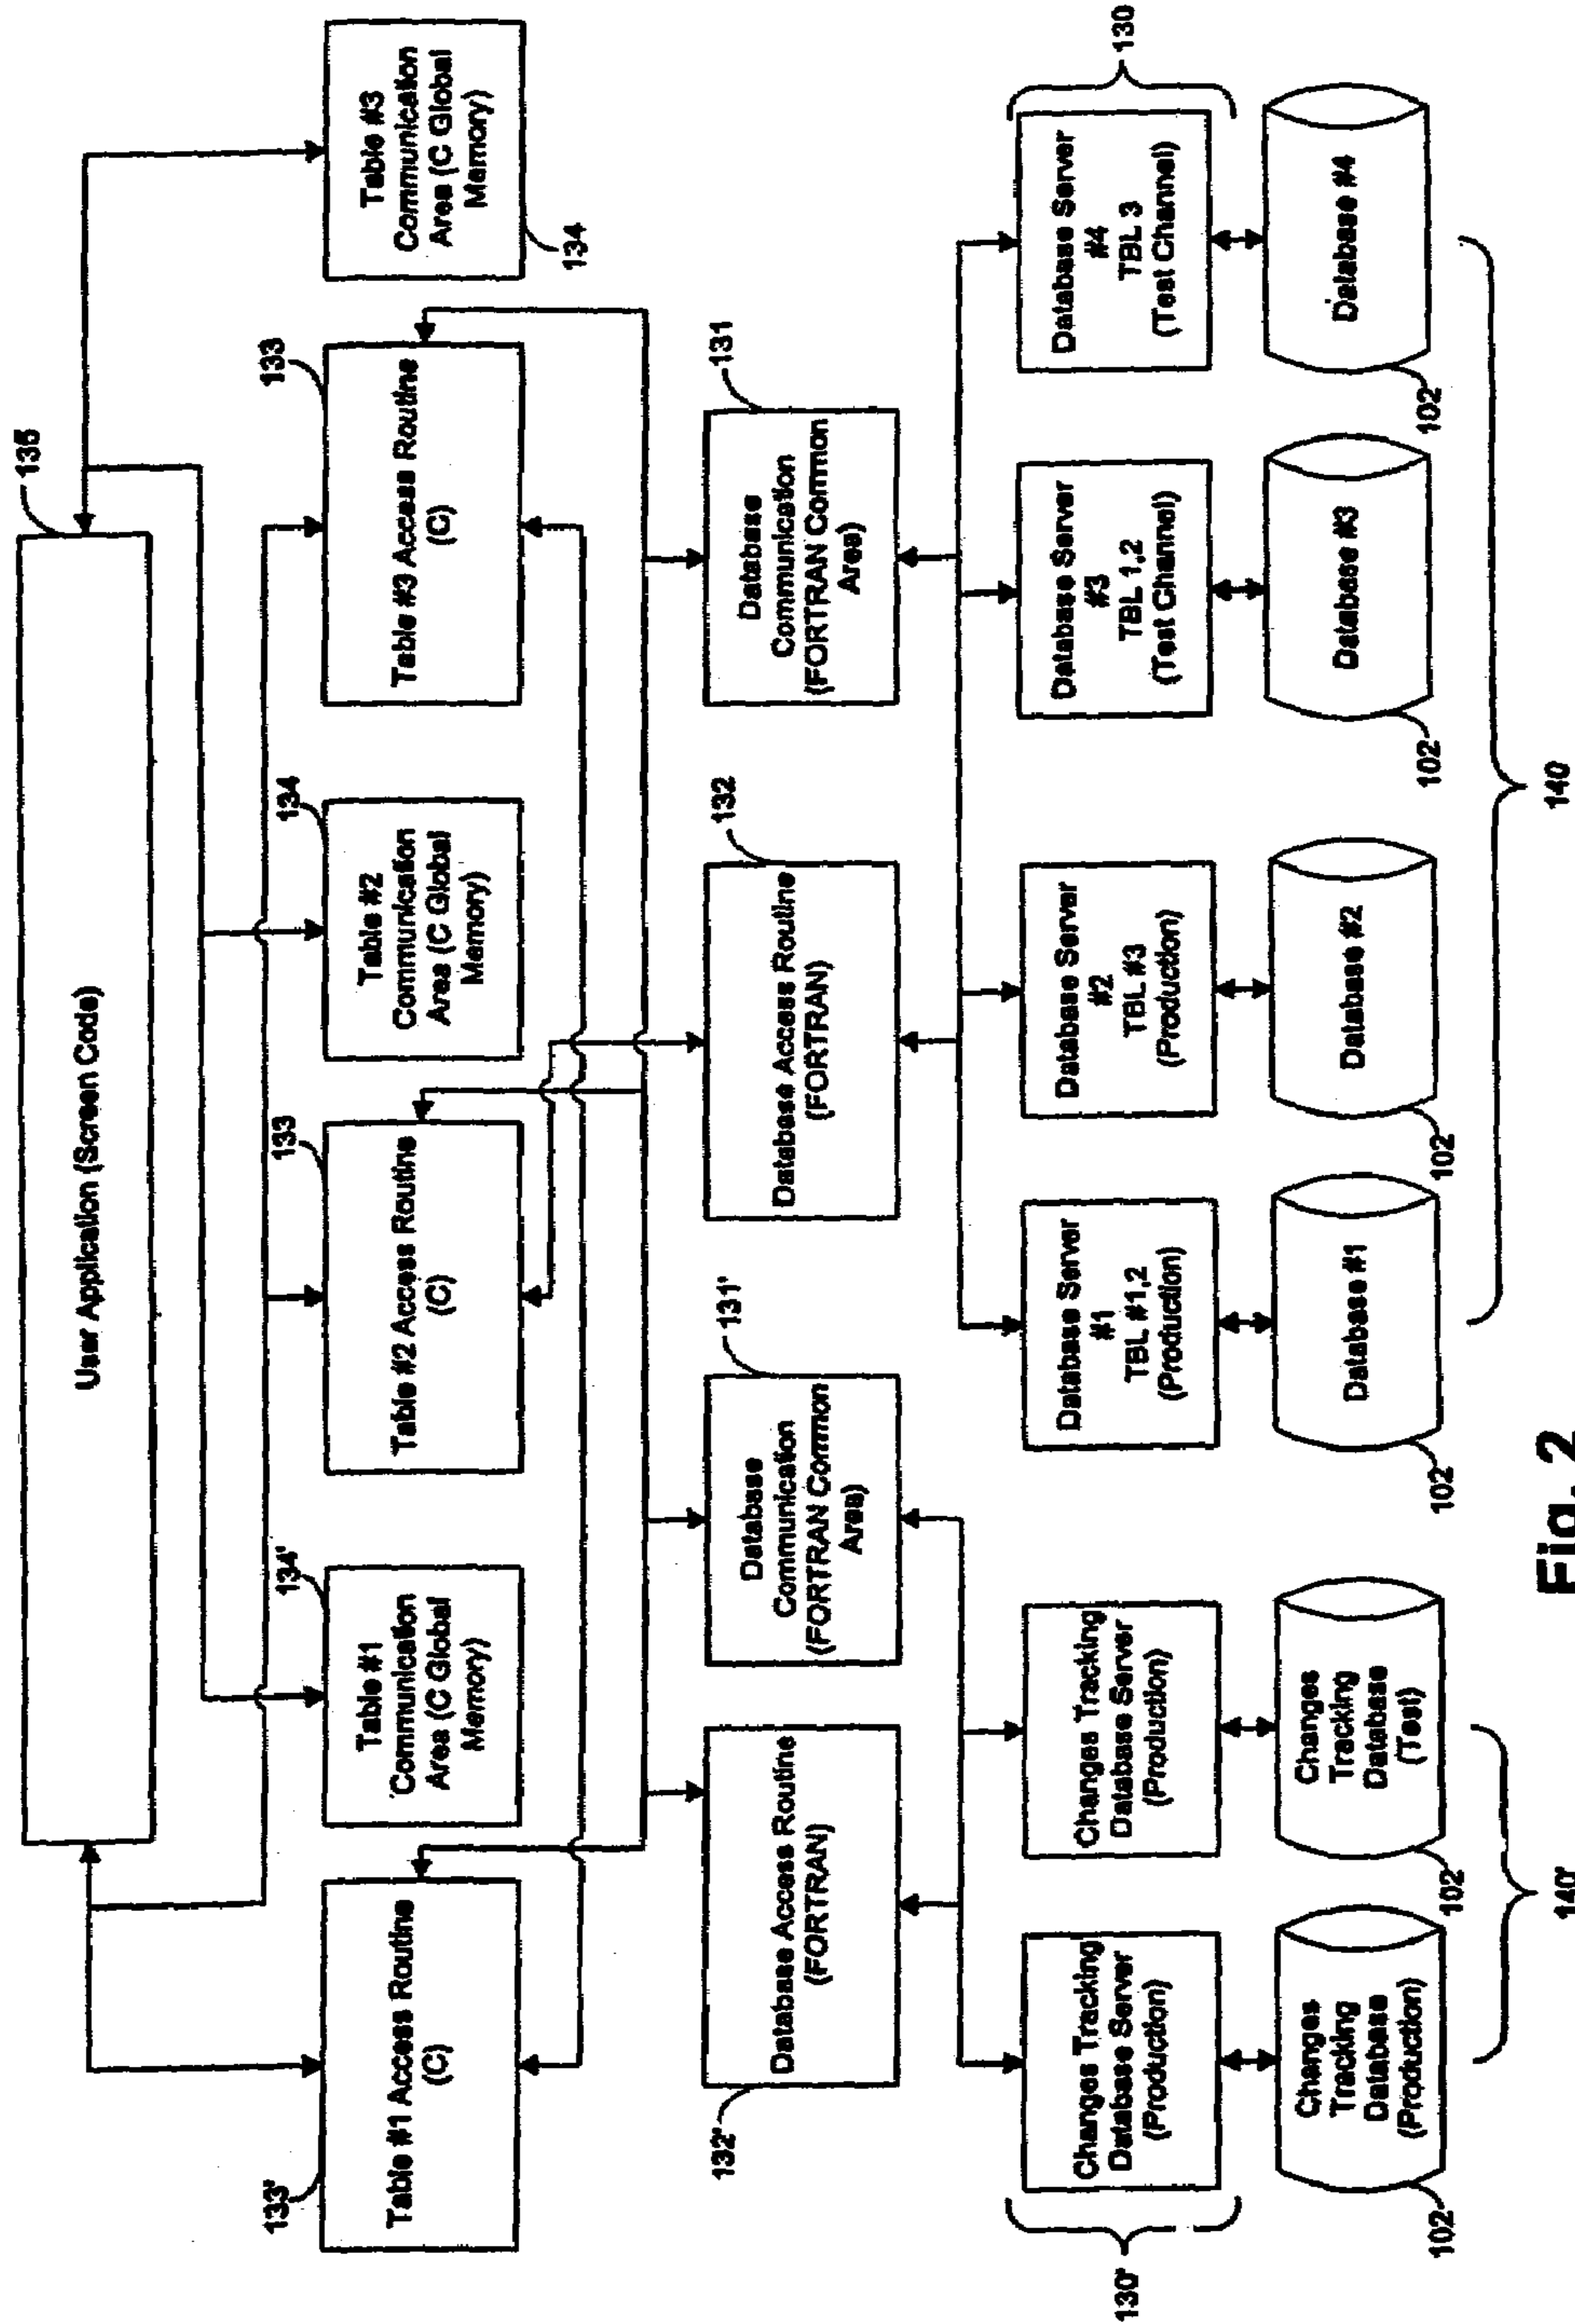 135
User Application (Screen Code)
133'
Table #1 Access Routine
(C)
134'
Table #1
Communication
Area (C Global
Memory)
133
Table #2 Access Routine
(C)
134
Table #2
Communication
Area (C Global
Memory)
133
Table #3 Access Routine
(C)
Table #3
Communication
Area (C Global
Memory)
134
132'
Database Access Routine
(FORTRAN)
131'
Database
Communication
(FORTRAN Common
Area)
132
Database Access Routine
(FORTRAN)
131
Database
Communication
(FORTRAN Common
Area)
130'
Changes Tracking
Database Server
(Production)
Changes Tracking
Database Server
(Production)
Database Server
#1
TBL #1,2
(Production)
Database Server
#2
TBL #3
(Production)
Database Server
#3
TBL 1,2
(Test Channel)
Database Server
#4
TBL 3
(Test Channel)
130
Changes
Tracking
Database
(Production)
102
Changes
Tracking
Database
(Test)
102
Database #1
102
Database #2
102
Database #3
102
Database #4
102
140'
140
Fig. 2